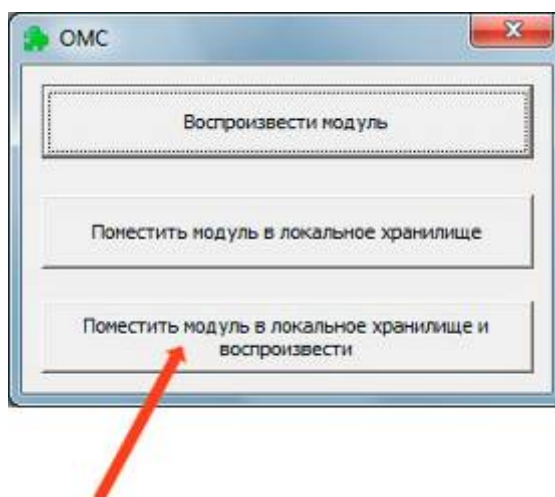 ОМС
Воспроизвести модуль
Поместить модуль в локальное хранилище
Поместить модуль в локальное хранилище и
воспроизвести